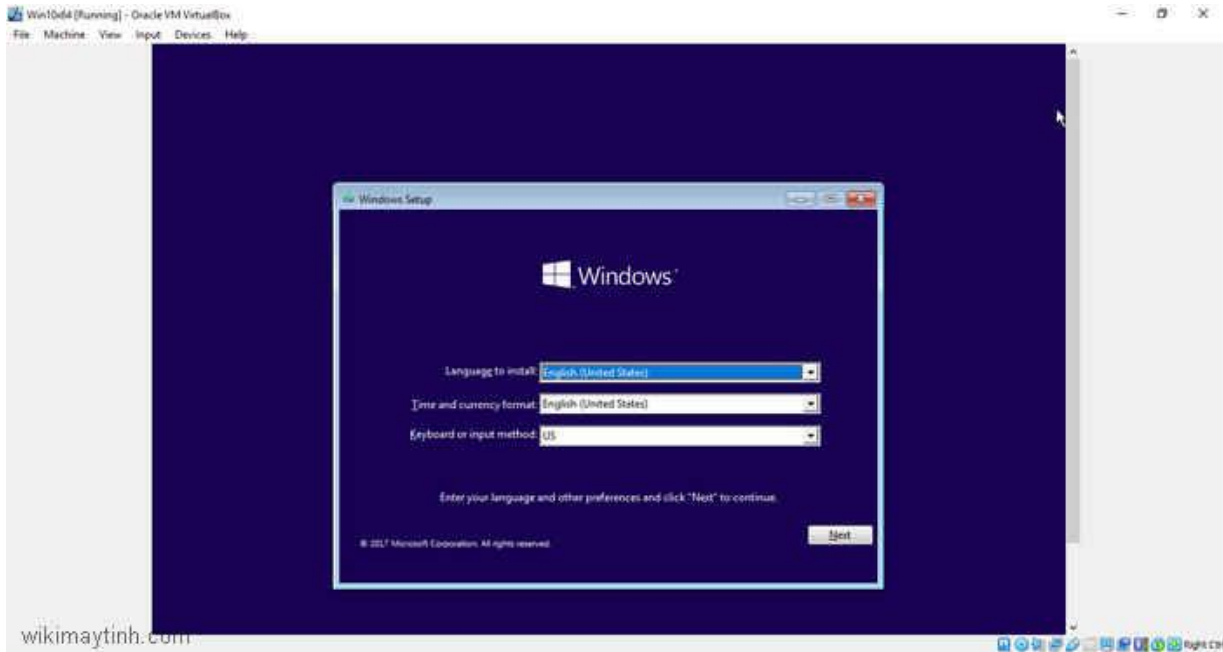 Win10x64 [Running] - Oracle VM VirtualBox
File Machine View Input Devices Help
Windows Setup
Windows
Language to install: English (United States)
Time and currency format: English (United States)
Keyboard or input method: US
Enter your language and other preferences and click "Next" to continue.
Next
© 2017 Microsoft Corporation. All rights reserved.
wikimaytinh.com
Right Ctrl